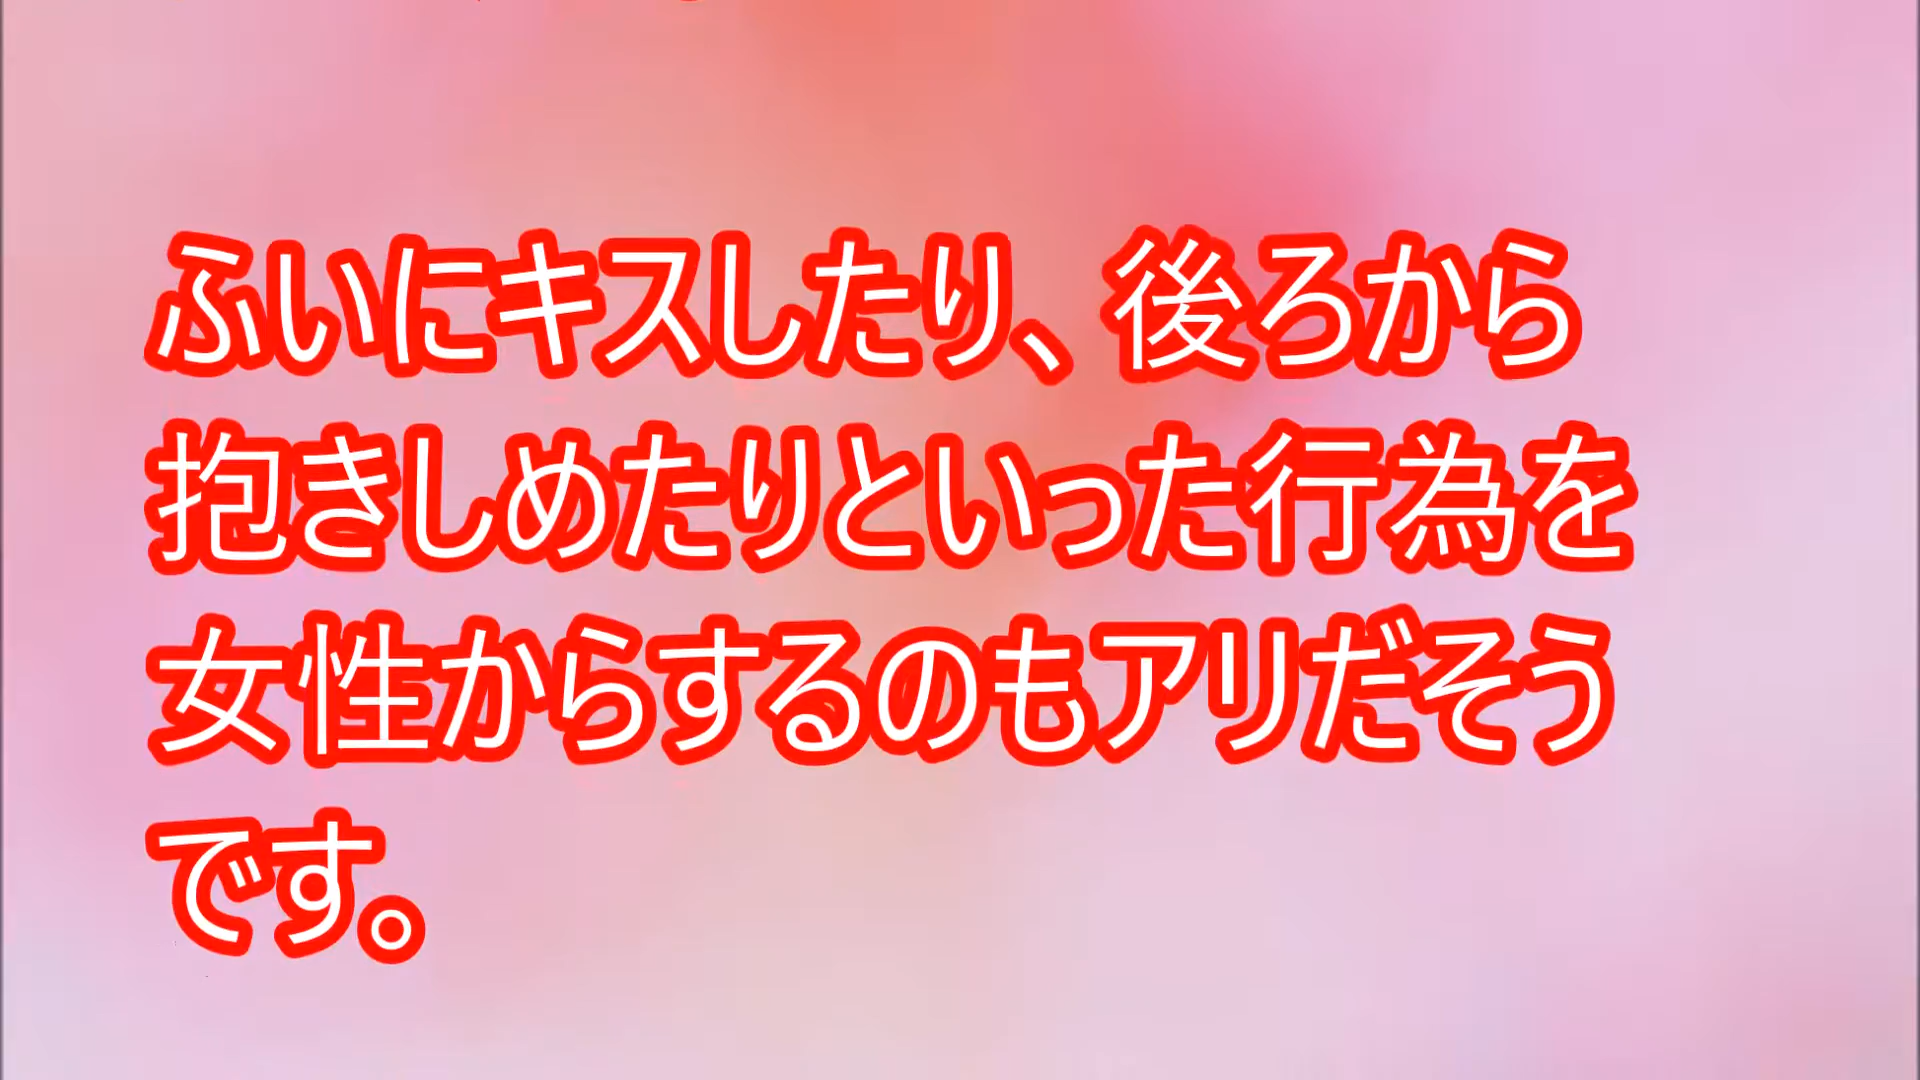 ふいにキスしたり、後ろから
抱きしめたりといった行為を
女性からするのもアリだそう
です。